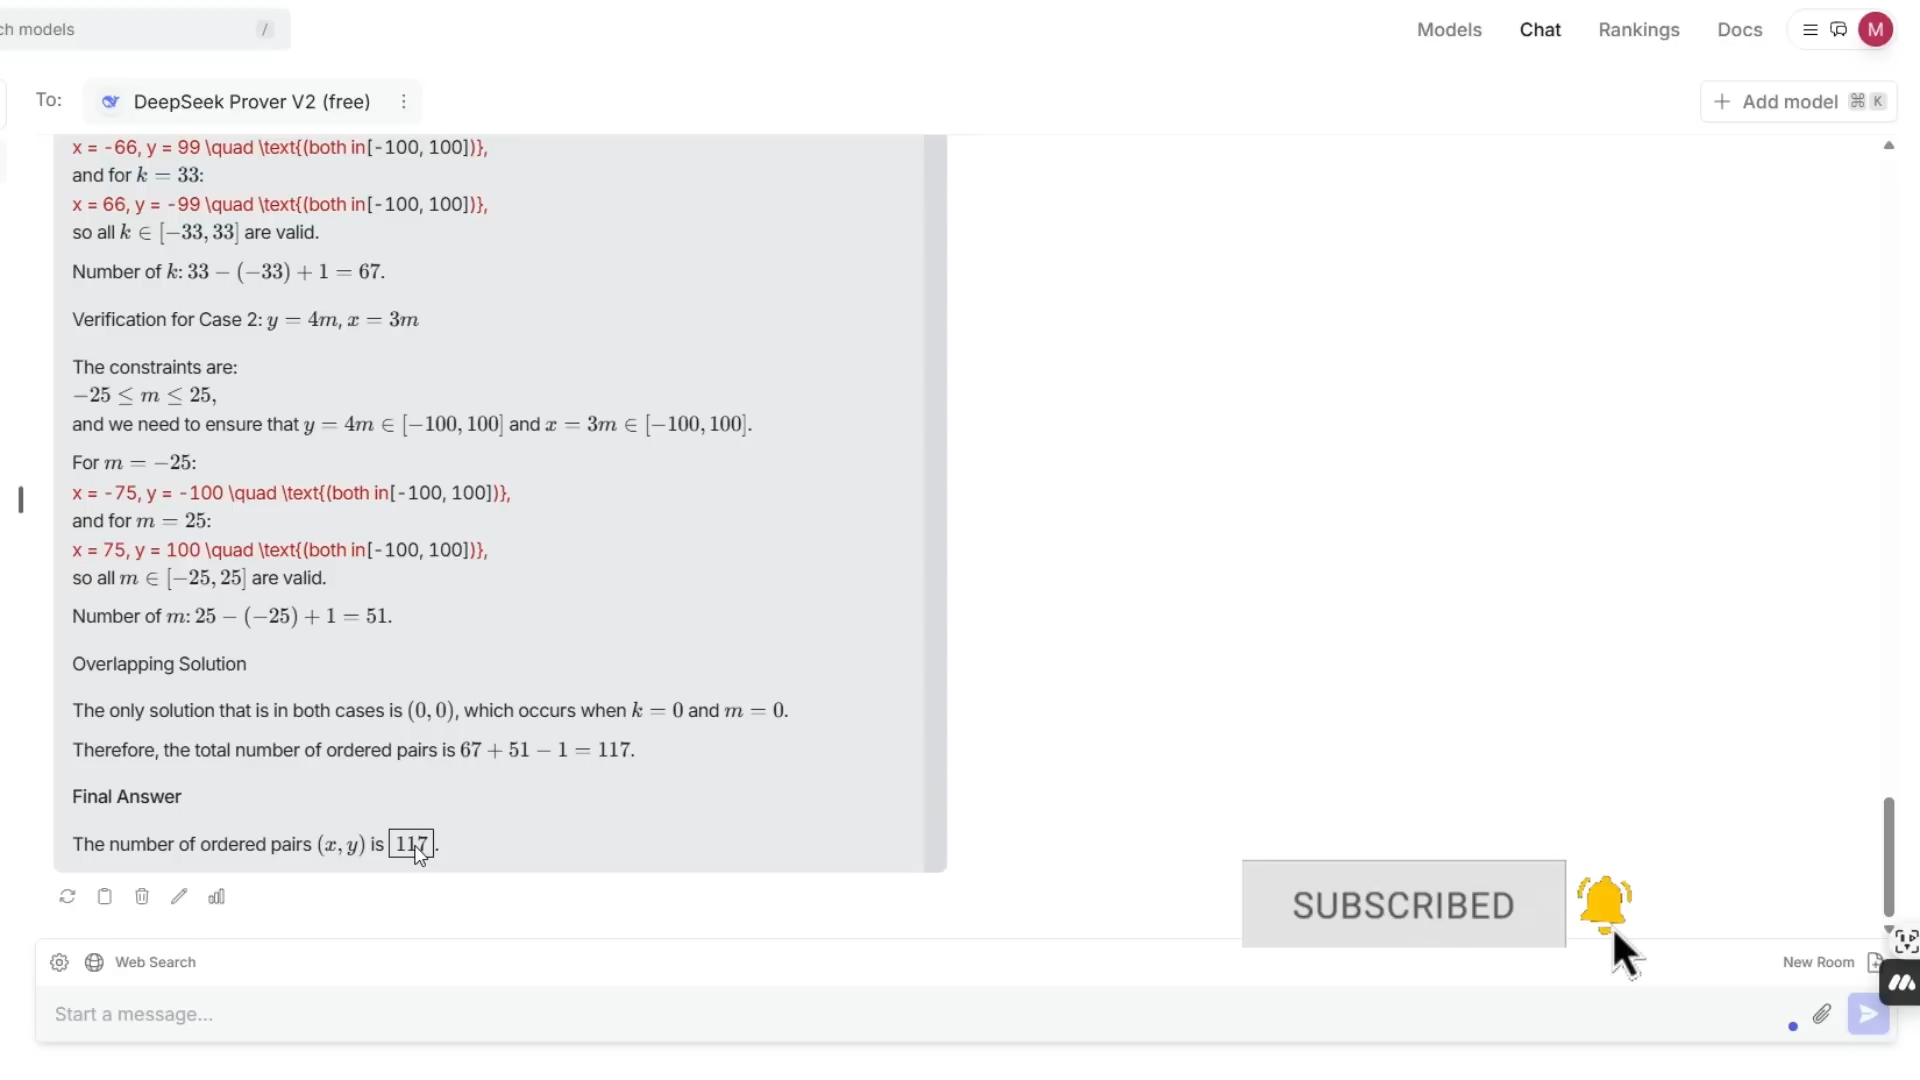 ch models /
Models Chat Rankings Docs M
To: DeepSeek Prover V2 (free)
+ Add model ⌘ K
x = -66, y = 99 \quad \text{(both in[-100, 100])},
and for k = 33:
x = 66, y = -99 \quad \text{(both in[-100, 100])},
so all k ∈ [−33, 33] are valid.
Number of k: 33 − (−33) + 1 = 67.
Verification for Case 2: y = 4m, x = 3m
The constraints are:
−25 ≤ m ≤ 25,
and we need to ensure that y = 4m ∈ [−100, 100] and x = 3m ∈ [−100, 100].
For m = −25:
x = -75, y = -100 \quad \text{(both in[-100, 100])},
and for m = 25:
x = 75, y = 100 \quad \text{(both in[-100, 100])},
so all m ∈ [−25, 25] are valid.
Number of m: 25 − (−25) + 1 = 51.
Overlapping Solution
The only solution that is in both cases is (0, 0), which occurs when k = 0 and m = 0.
Therefore, the total number of ordered pairs is 67 + 51 − 1 = 117.
Final Answer
The number of ordered pairs (x, y) is 117.
SUBSCRIBED
Web Search
New Room
Start a message...